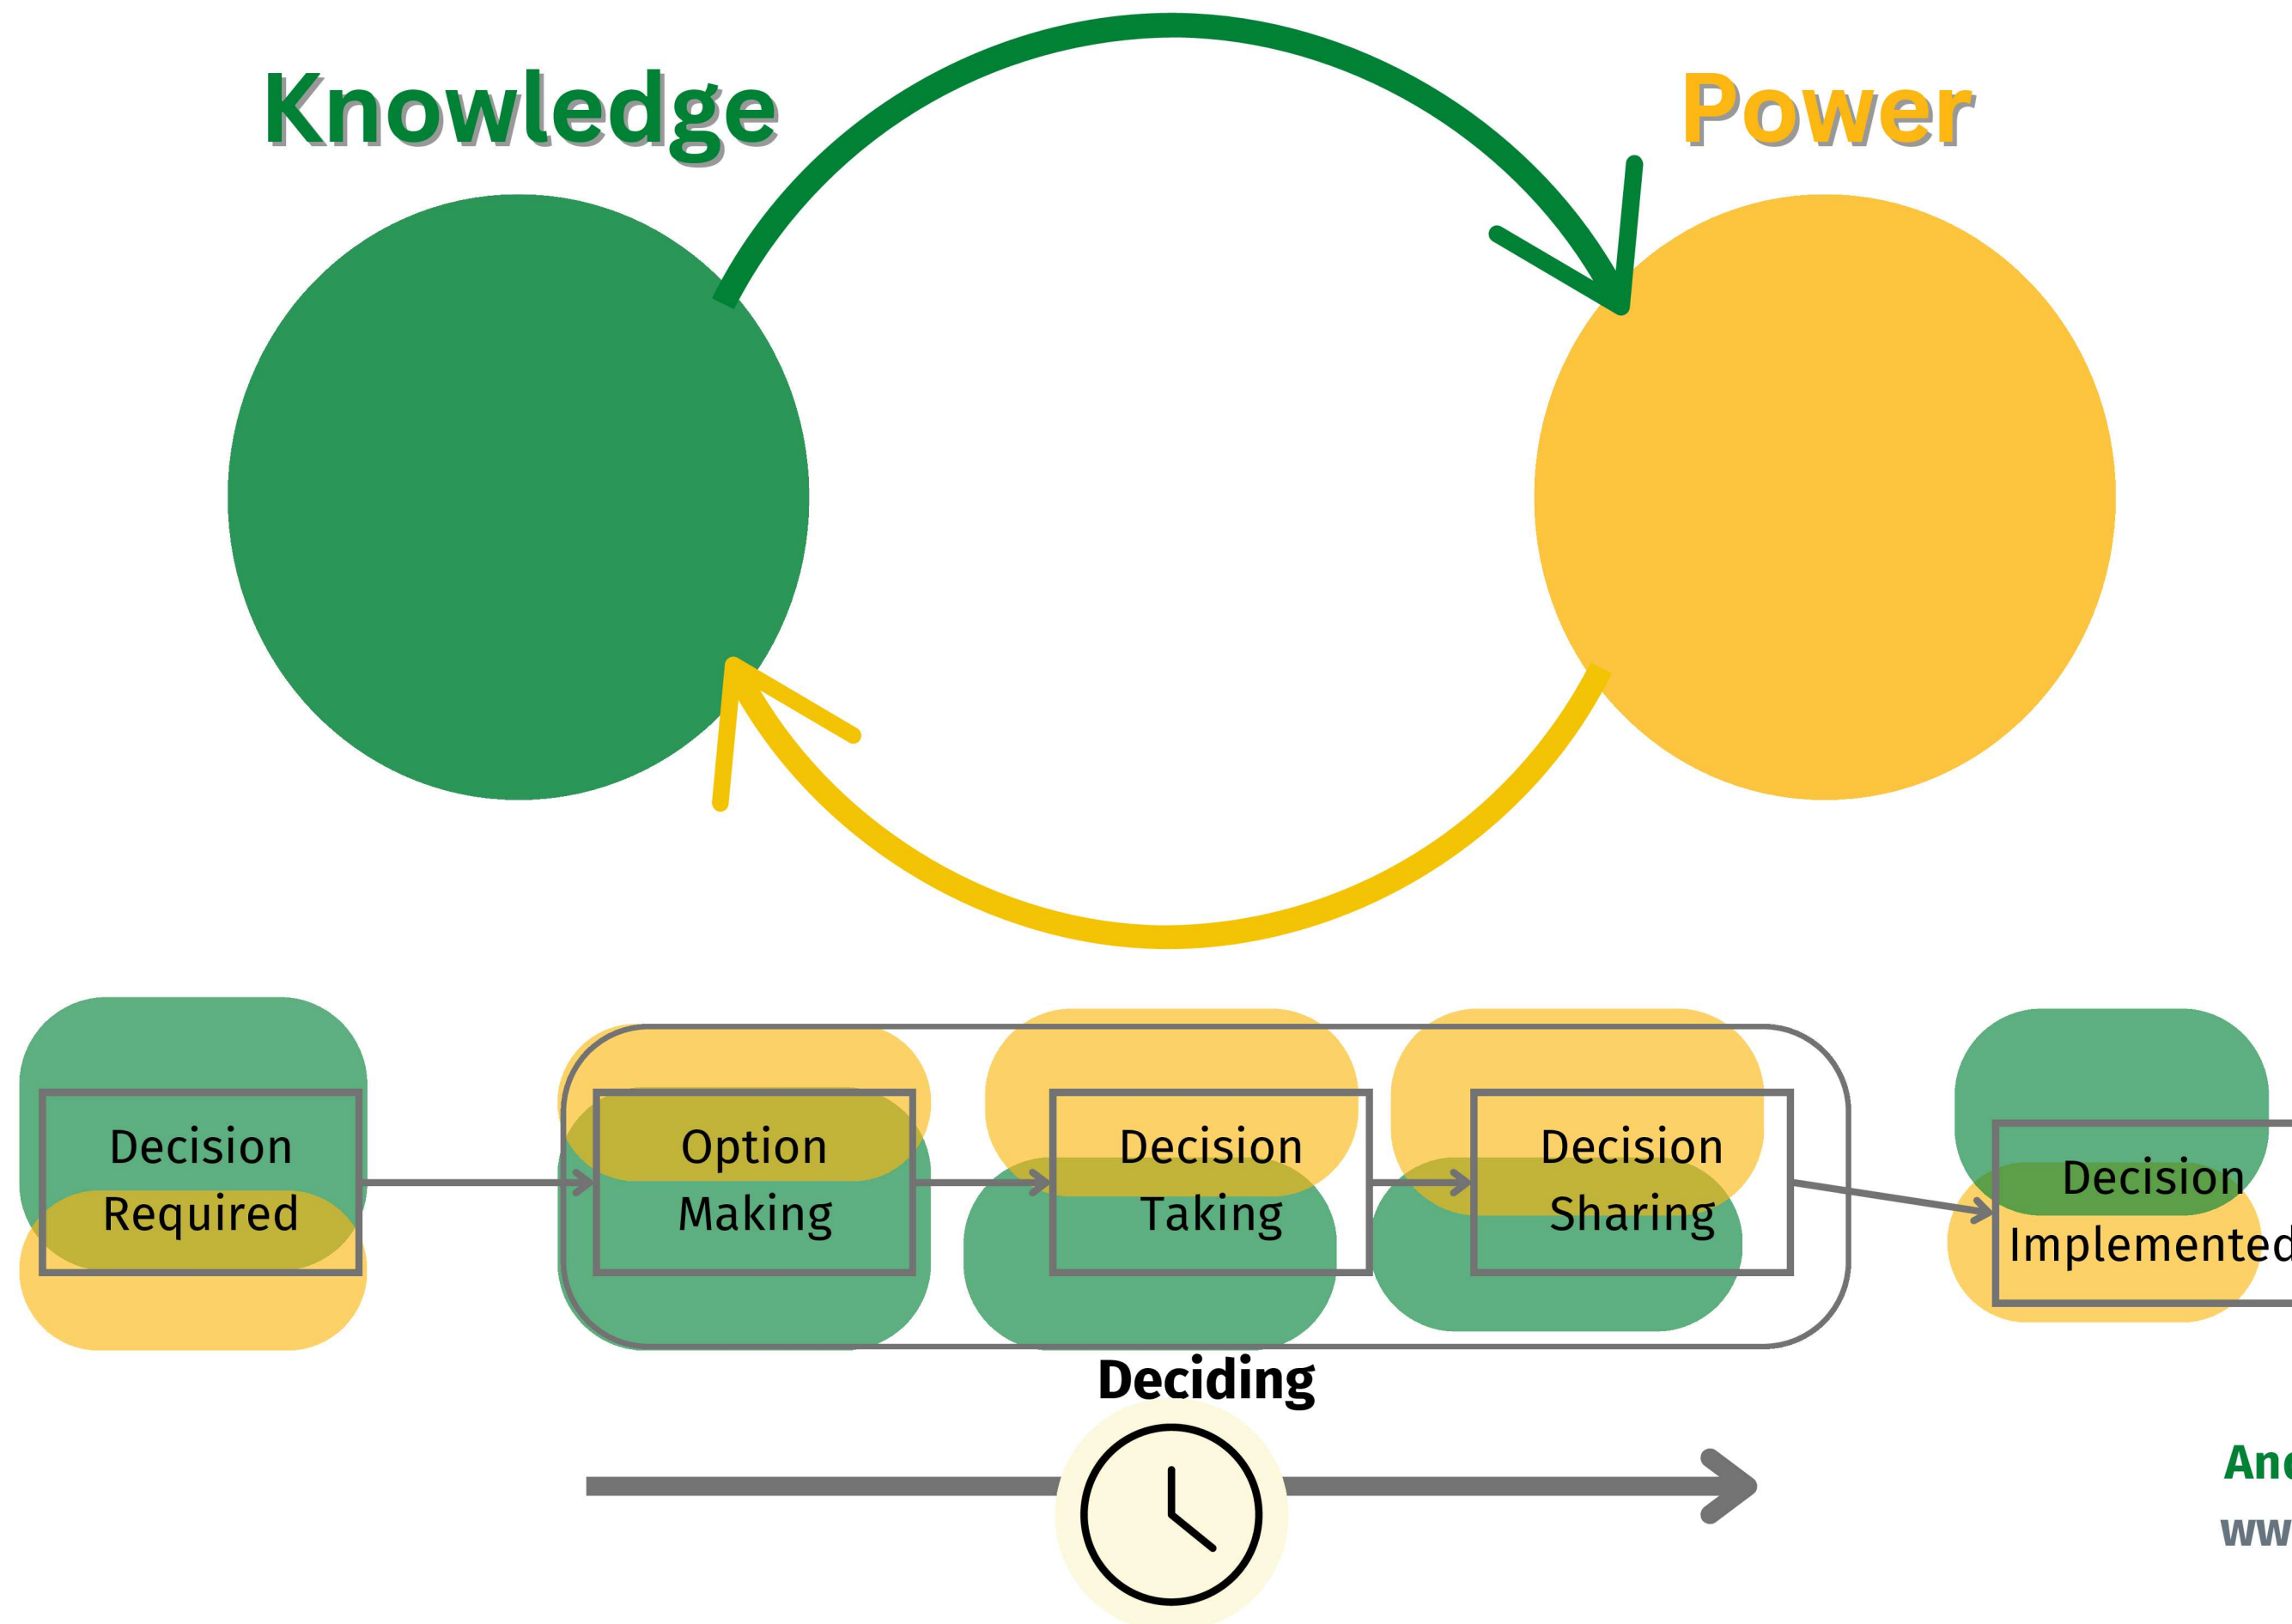 Knowledge
Power
Decision
Required
Option
Making
Decision
Taking
Decision
Sharing
Decision
Implemented
Deciding